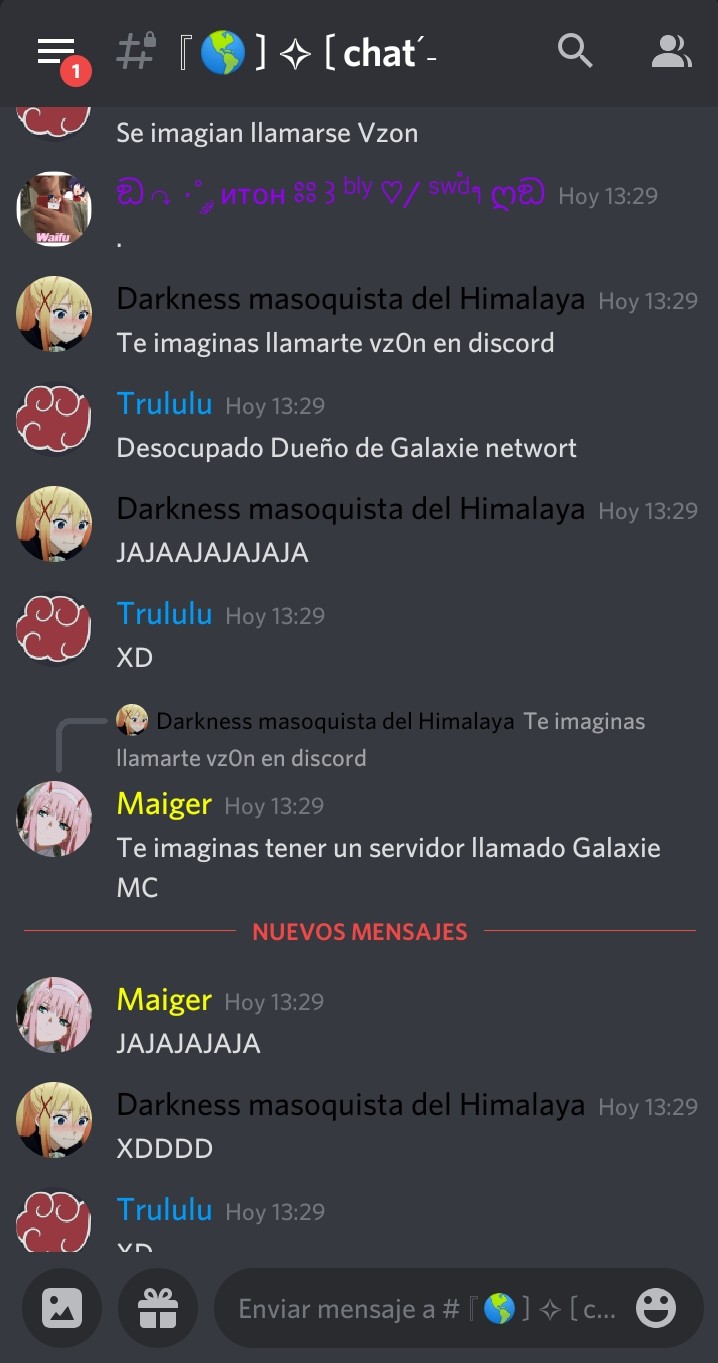 1
『🌎』✧ [ chat´-
Se imagian llamarse Vzon
итон bly ♡/ swd Hoy 13:29
.
Darkness masoquista del Himalaya Hoy 13:29
Te imaginas llamarte vz0n en discord
Trululu Hoy 13:29
Desocupado Dueño de Galaxie networt
Darkness masoquista del Himalaya Hoy 13:29
JAJAAJAJAJAJA
Trululu Hoy 13:29
XD
Darkness masoquista del Himalaya Te imaginas
llamarte vz0n en discord
Maiger Hoy 13:29
Te imaginas tener un servidor llamado Galaxie
MC
NUEVOS MENSAJES
Maiger Hoy 13:29
JAJAJAJAJA
Darkness masoquista del Himalaya Hoy 13:29
XDDDD
Trululu Hoy 13:29
XD
Enviar mensaje a #『🌎』✧ [ c...
Waifu